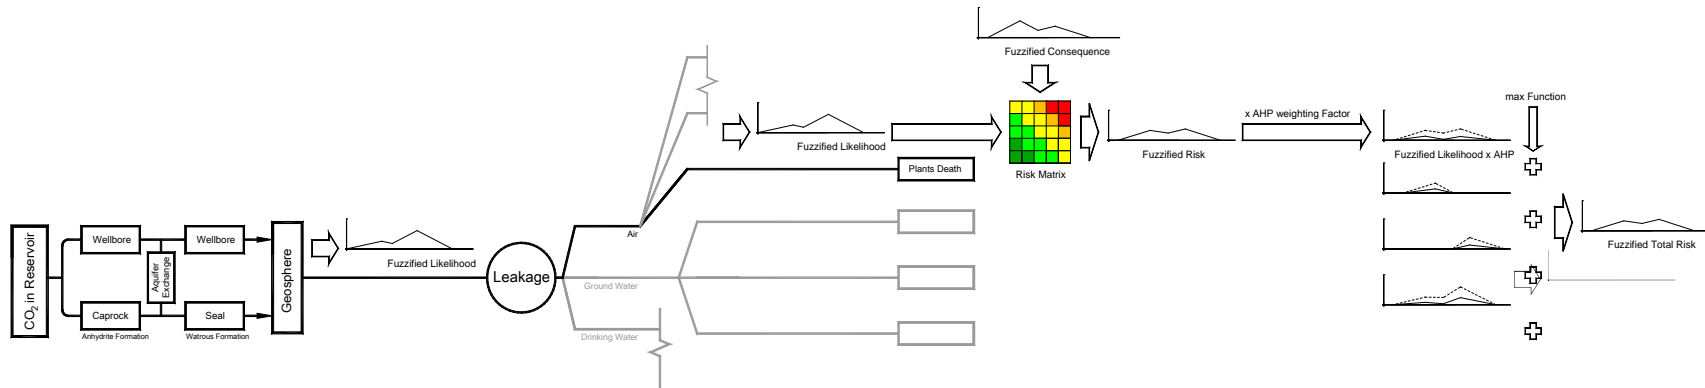 CO2 in Reservoir
Wellbore
Caprock
Anhydrite Formation
Aquifer
Exchange
Wellbore
Seal
Watrous Formation
Geosphere
Fuzzified Likelihood
Leakage
Air
Ground Water
Drinking Water
Fuzzified Likelihood
Plants Death
Fuzzified Consequence
Risk Matrix
Fuzzified Risk
x AHP weighting Factor
Fuzzified Likelihood x AHP
max Function
Fuzzified Total Risk